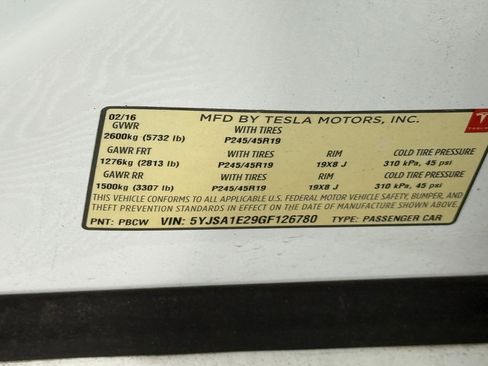 02/16 MFD BY TESLA MOTORS, INC.
GVWR WITH TIRES
2600kg (5732 lb) P245/45R19
GAWR FRT WITH TIRES RIM COLD TIRE PRESSURE
1276kg (2813 lb) P245/45R19 19X8 J 310 kPa, 45 psi
GAWR RR WITH TIRES RIM COLD TIRE PRESSURE
1500kg (3307 lb) P245/45R19 19X8 J 310 kPa, 45 psi
THIS VEHICLE CONFORMS TO ALL APPLICABLE U.S. FEDERAL MOTOR VEHICLE SAFETY, BUMPER, AND
THEFT PREVENTION STANDARDS IN EFFECT ON THE DATE OF MANUFACTURE SHOWN ABOVE.
PNT: PBCW VIN: 5YJSA1E29GF126780 TYPE: PASSENGER CAR